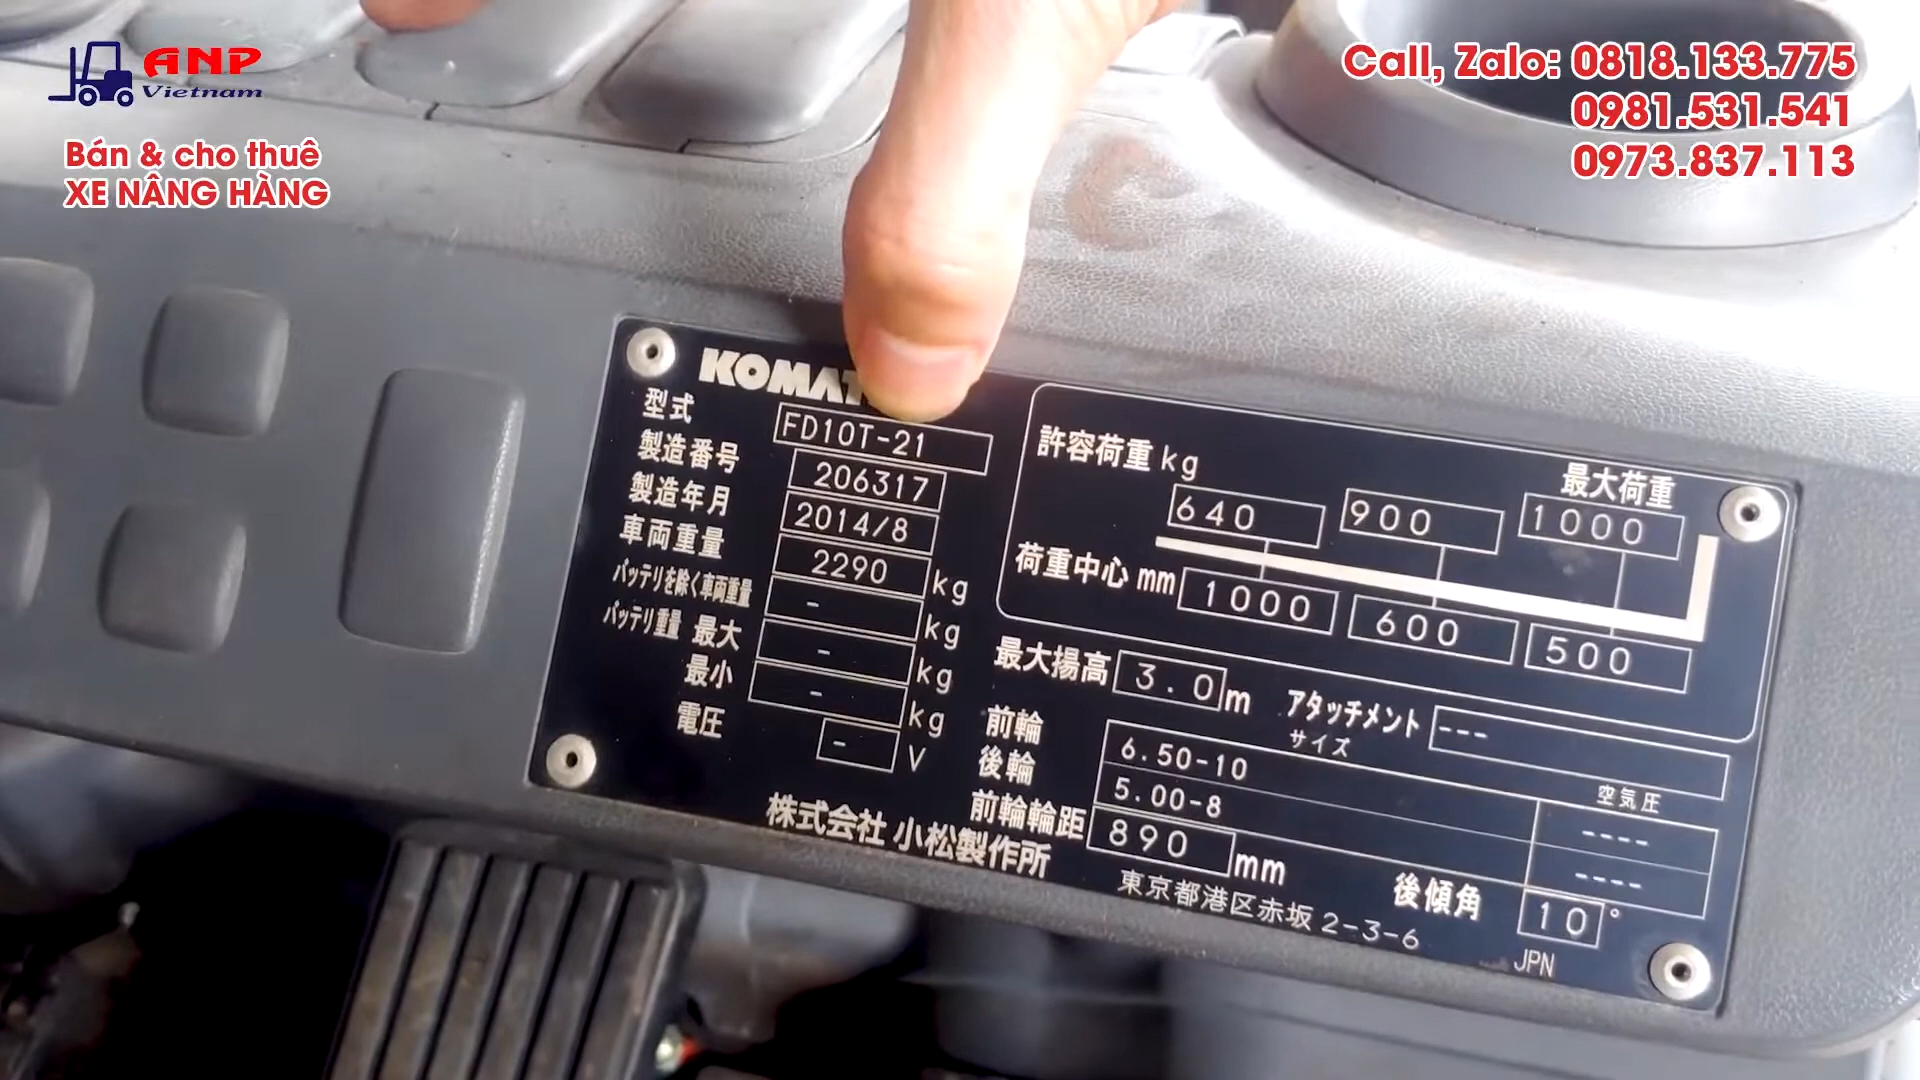 ANP
Vietnam
Bán & cho thuê
XE NÂNG HÀNG
Call, Zalo: 0818.133.775
0981.531.541
0973.837.113
KOMAT
型式 FD10T-21
製造番号 206317
製造年月 2014/8
車両重量 2290 kg
バッテリを除く車両重量 - kg
バッテリ重量 最大 - kg
最小 - kg
電圧 - V
株式会社 小松製作所
許容荷重 kg
最大荷重
640 900 1000
荷重中心 mm 1000 600 500
最大揚高 3.0 m
アタッチメント ---
サイズ
空気圧
前輪 6.50-10 ----
後輪 5.00-8 ----
前輪輪距 890 mm
後傾角 10°
東京都港区赤坂2-3-6
JPN